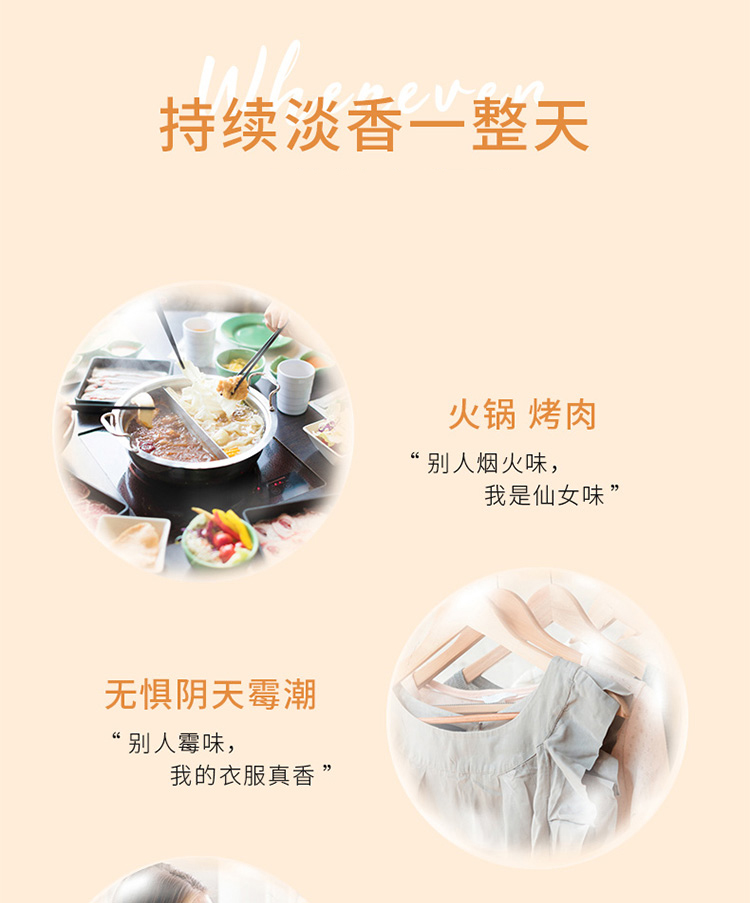 Whenever
持续淡香一整天
火锅 烤肉
“ 别人烟火味，
我是仙女味 ”
无惧阴天霉潮
“ 别人霉味，
我的衣服真香 ”